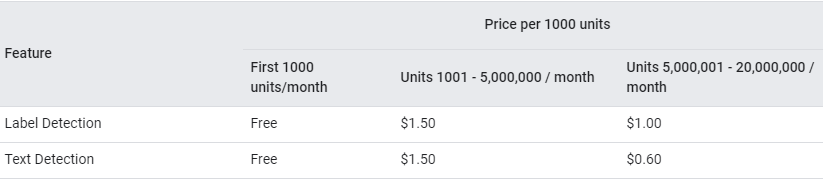 Price per 1000 units
Feature
First 1000
units/month
Units 1001 - 5,000,000 / month
Units 5,000,001 - 20,000,000 /
month
Label Detection Free $1.50 $1.00
Text Detection Free $1.50 $0.60